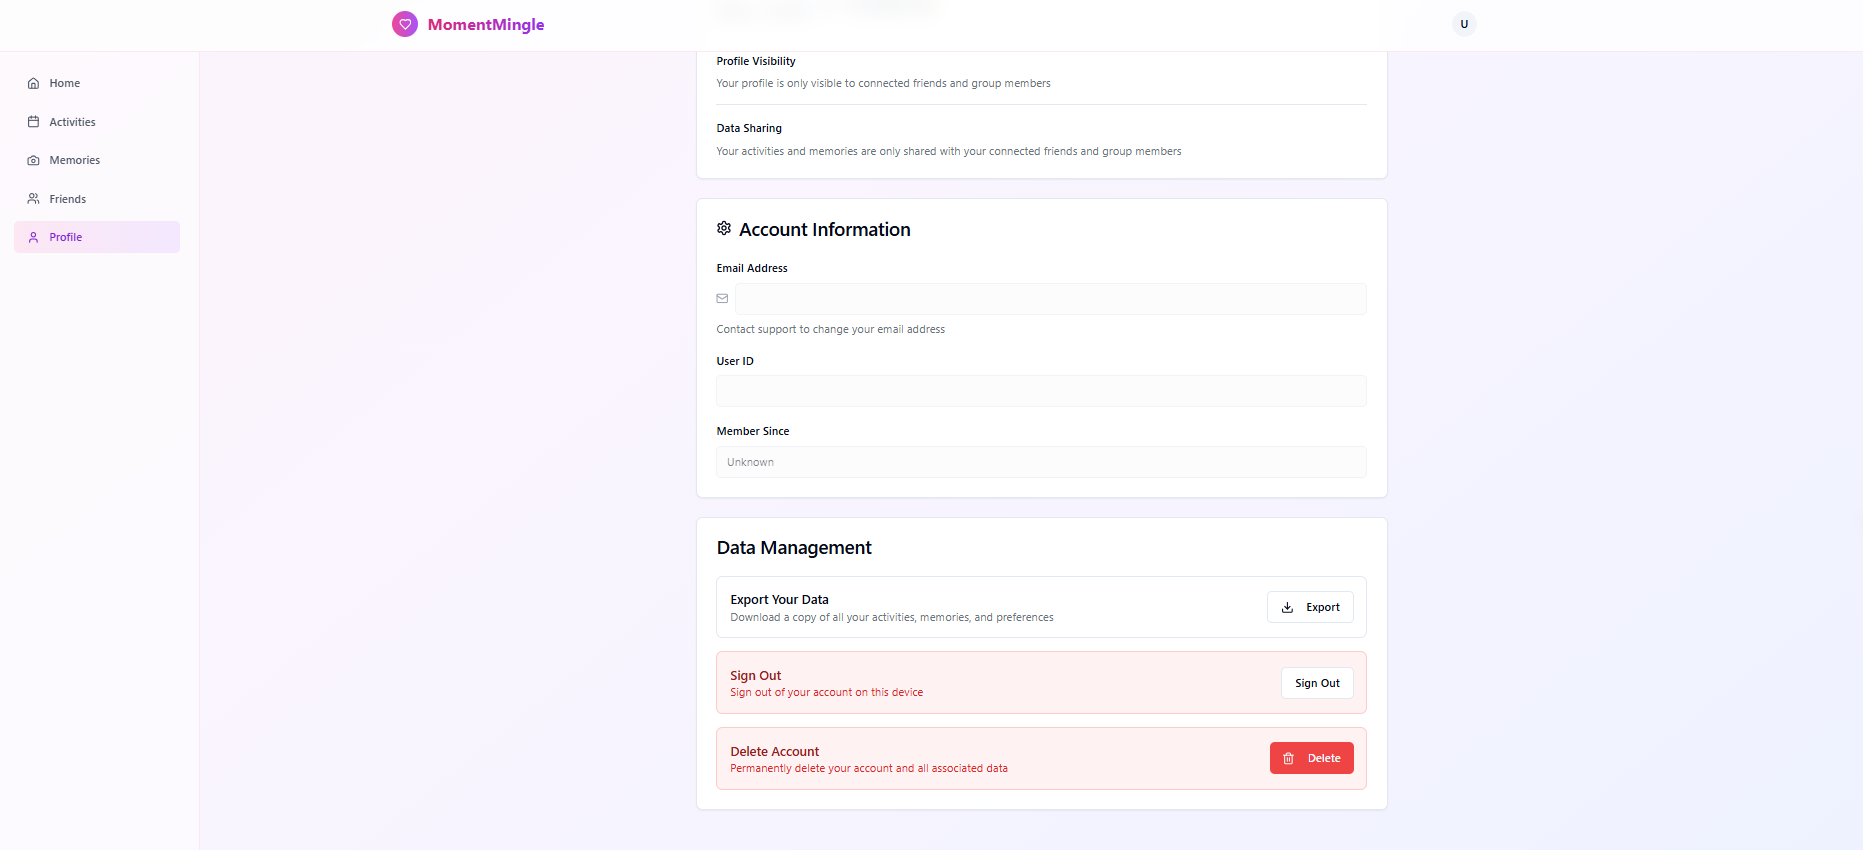 MomentMingle
U
Home
Activities
Memories
Friends
Profile
Profile Visibility
Your profile is only visible to connected friends and group members
Data Sharing
Your activities and memories are only shared with your connected friends and group members
Account Information
Email Address
Contact support to change your email address
User ID
Member Since
Unknown
Data Management
Export Your Data
Download a copy of all your activities, memories, and preferences
Export
Sign Out
Sign out of your account on this device
Sign Out
Delete Account
Permanently delete your account and all associated data
Delete